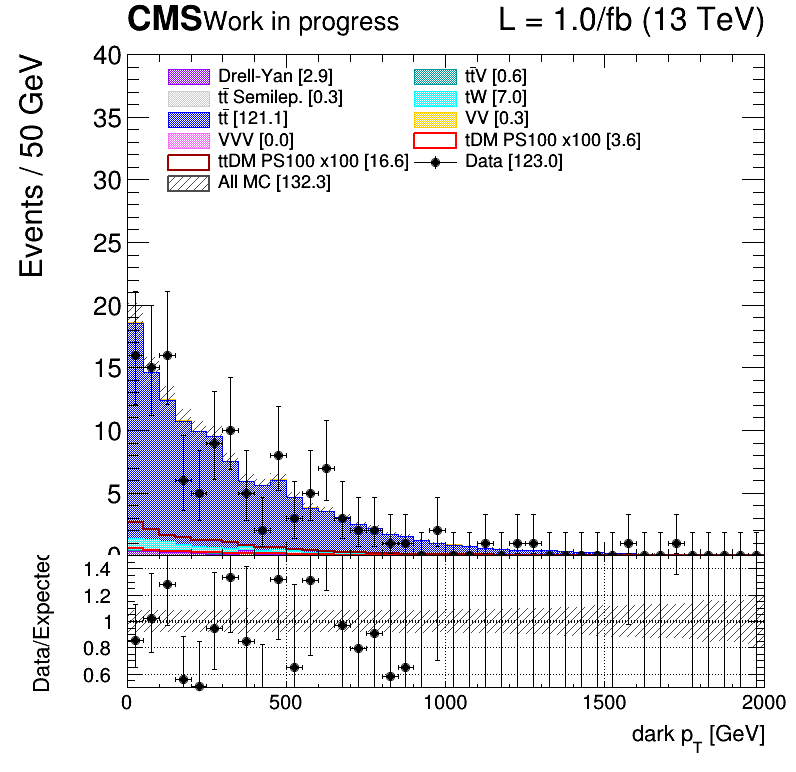 CMS Work in progress L = 1.0/fb (13 TeV)
Events / 50 GeV
40
35
30
25
20
15
10
5
0
Drell-Yan [2.9]
tt̄ Semilep. [0.3]
tt̄ [121.1]
VVV [0.0]
ttDM PS100 x100 [16.6]
All MC [132.3]
tt̄V [0.6]
tW [7.0]
VV [0.3]
tDM PS100 x100 [3.6]
Data [123.0]
Data/Expected
1.4
1.2
1
0.8
0.6
0 500 1000 1500 2000
dark p_T [GeV]